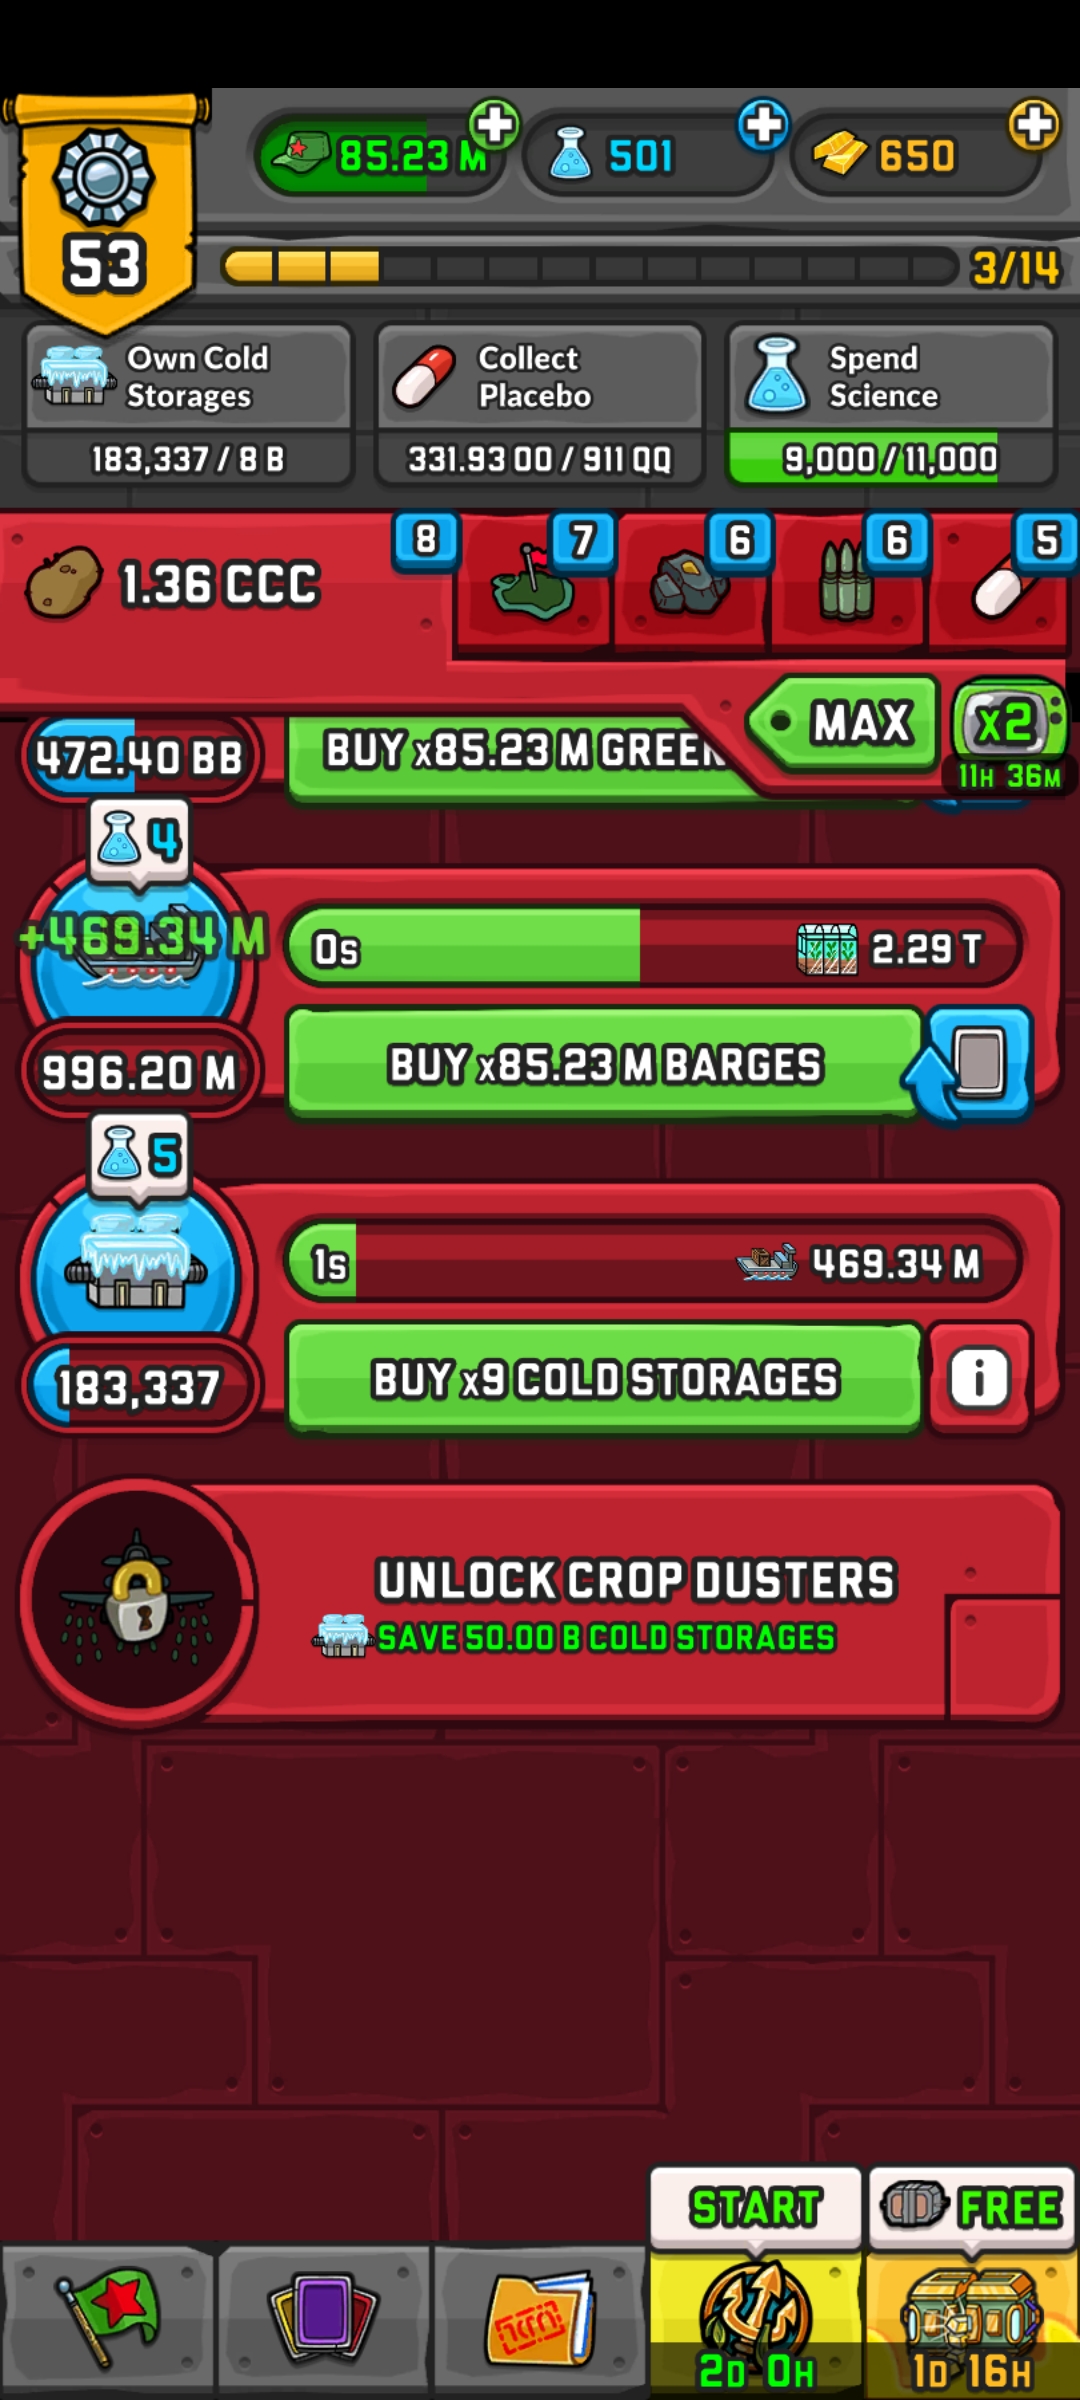 85.23 M
501
650
53
3/14
Own Cold
Storages
183,337 / 8 B
Collect
Placebo
331.93 OO / 911 QQ
Spend
Science
9,000 / 11,000
1.36 CCC
8
7
6
6
5
MAX
x2
11H 36M
472.40 BB
BUY x85.23 M
4
+469.34 M
0s
2.29 T
996.20 M
BUY x85.23 M BARGES
5
1s
469.34 M
183,337
BUY x9 COLD STORAGES
i
UNLOCK CROP DUSTERS
SAVE 50.00 B COLD STORAGES
START
FREE
2D 0H
1D 16H